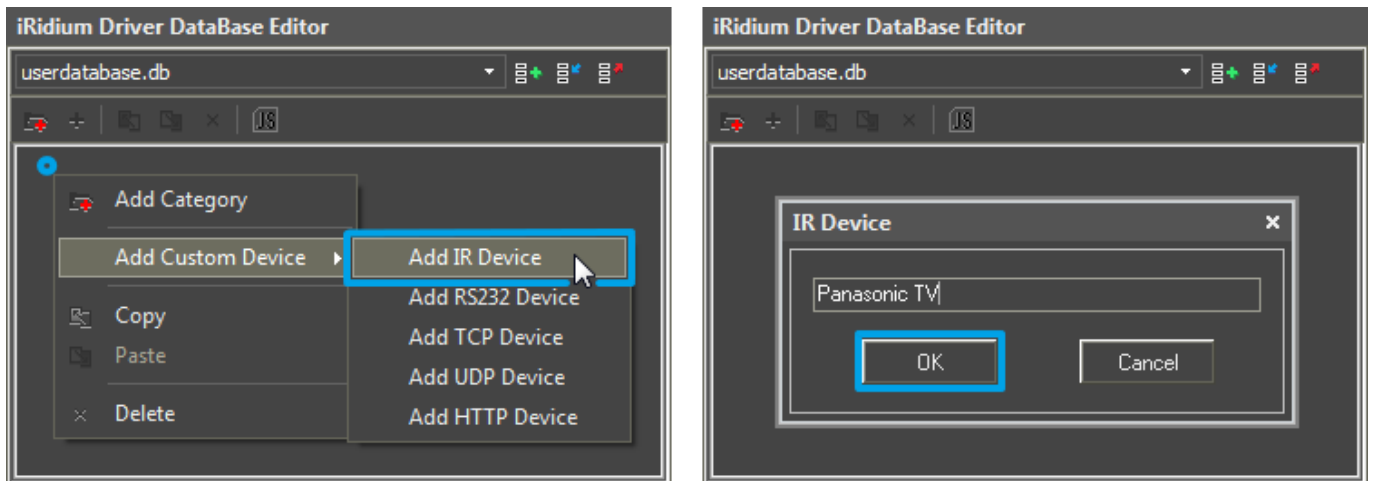 iRidium Driver DataBase Editor
userdatabase.db
JS
Add Category
Add Custom Device
Copy
Paste
Delete
Add IR Device
Add RS232 Device
Add TCP Device
Add UDP Device
Add HTTP Device
iRidium Driver DataBase Editor
userdatabase.db
JS
IR Device
Panasonic TV
OK
Cancel